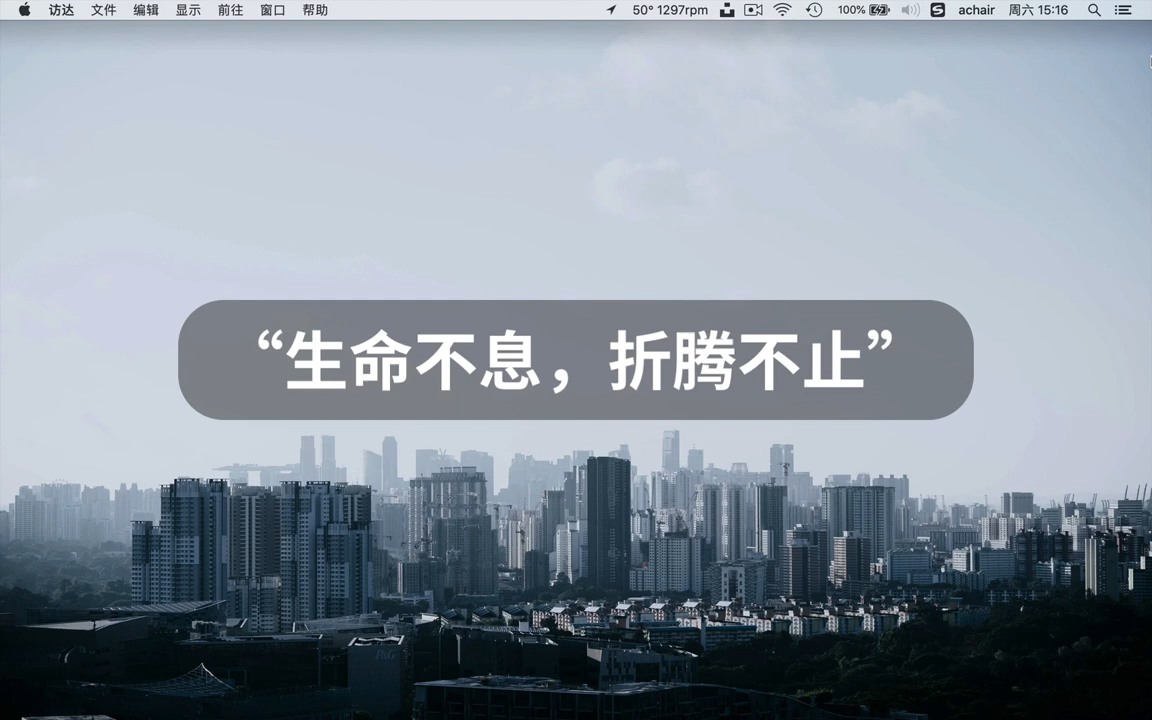 访达 文件 编辑 显示 前往 窗口 帮助 50° 1297rpm 100% achair 周六 15:16
“生命不息，折腾不止”
P&G